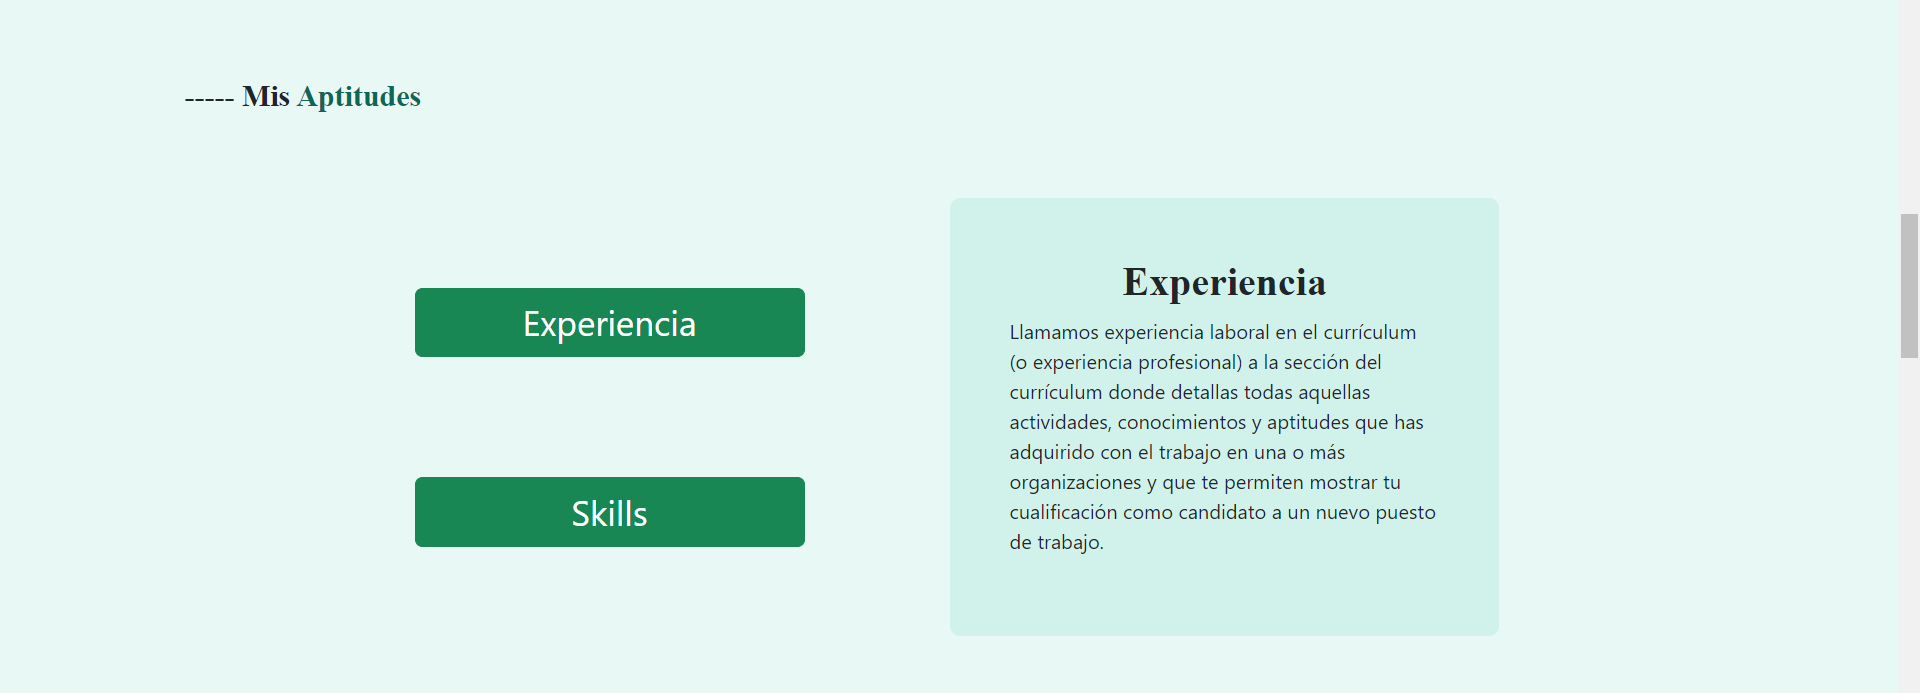 ----- Mis Aptitudes
Experiencia
Skills
Experiencia
Llamamos experiencia laboral en el currículum
(o experiencia profesional) a la sección del
currículum donde detallas todas aquellas
actividades, conocimientos y aptitudes que has
adquirido con el trabajo en una o más
organizaciones y que te permiten mostrar tu
cualificación como candidato a un nuevo puesto
de trabajo.